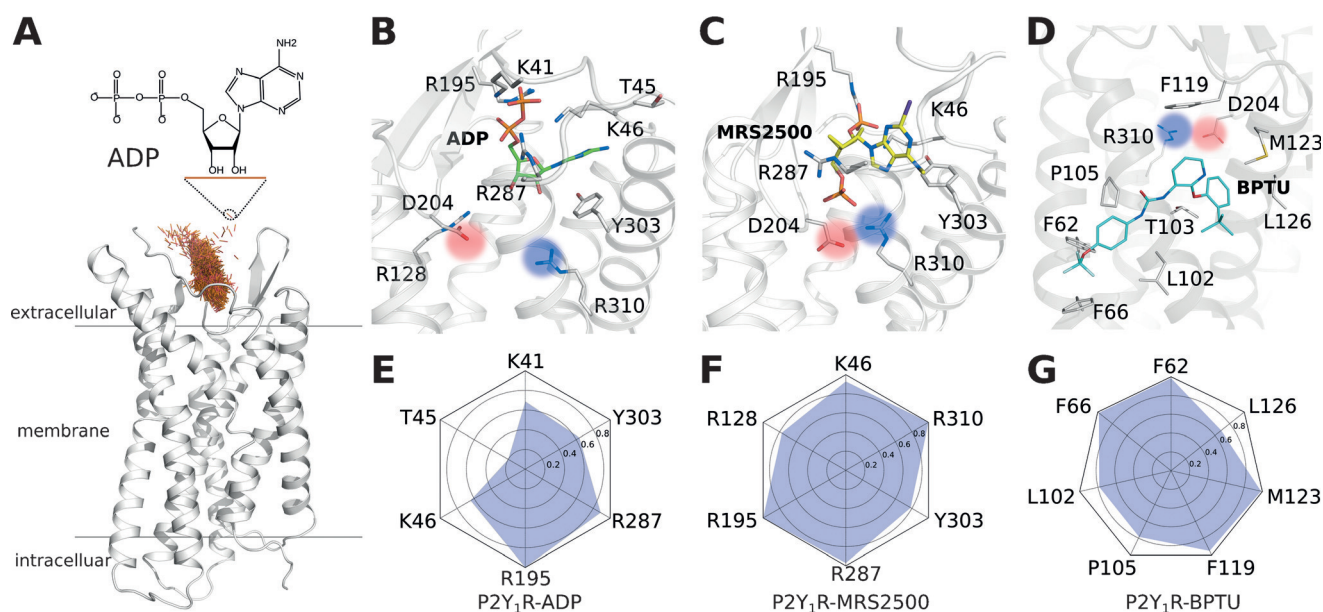 A
NH2
N
N
N
N
O
O
O
P
O
P
O
O
O
O
OH
OH
ADP
extracellular
membrane
intracelluar
B
K41
R195
T45
ADP
K46
R287
D204
Y303
R128
R310
C
R195
K46
MRS2500
R287
D204
Y303
R310
D
F119
D204
R310
M123
P105
BPTU
F62
T103
L126
L102
F66
E
K41
T45
Y303
0.8
0.6
0.4
0.2
K46
R287
R195
P2Y₁R-ADP
F
K46
R128
R310
0.8
0.6
0.4
0.2
R195
Y303
R287
P2Y₁R-MRS2500
G
F62
F66
L126
0.8
0.6
0.4
0.2
L102
M123
P105
F119
P2Y₁R-BPTU